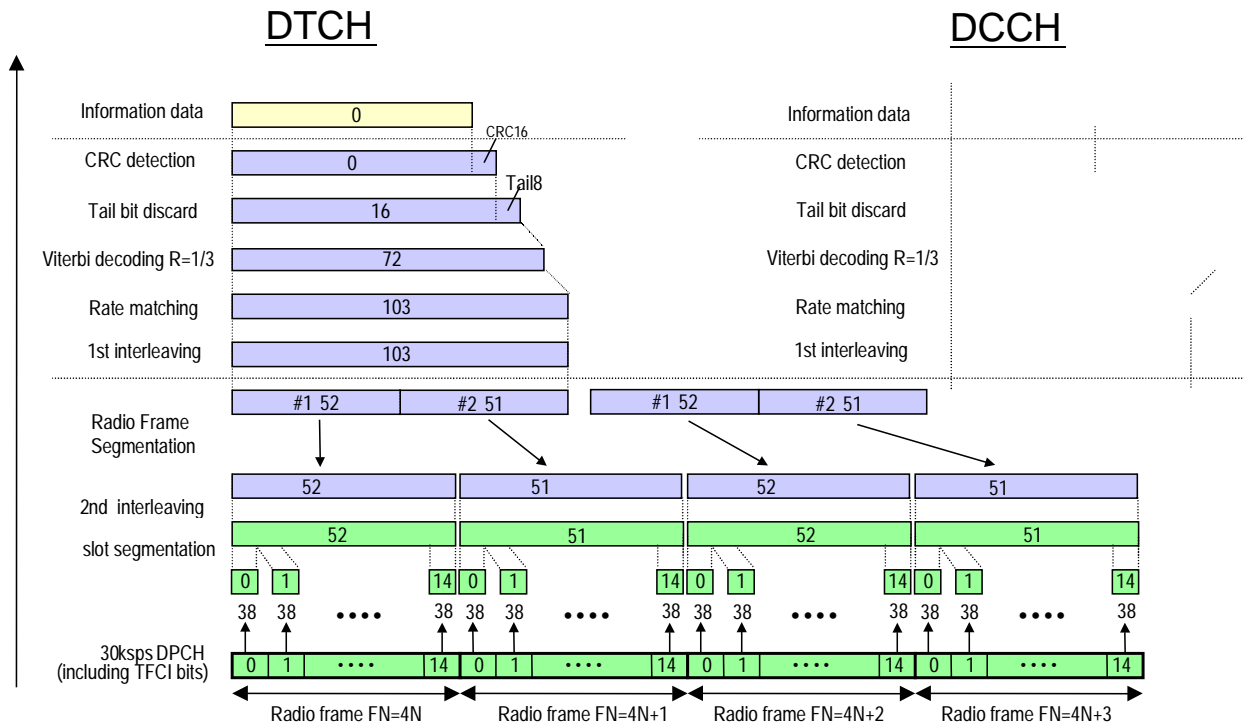 DTCH
DCCH
Information data
0
Information data
CRC16
CRC detection
0
CRC detection
Tail8
Tail bit discard
16
Tail bit discard
Viterbi decoding R=1/3
72
Viterbi decoding R=1/3
Rate matching
103
Rate matching
1st interleaving
103
1st interleaving
#1 52
#2 51
#1 52
#2 51
Radio Frame
Segmentation
52
51
52
51
2nd interleaving
52
51
52
51
slot segmentation
0 1 14 0 1 14 0 1 14 0 1 14
38 38 •••• 38 38 38 •••• 38 38 38 •••• 38 38 38 •••• 38
30ksps DPCH
(including TFCI bits)
0 1 •••• 14 0 1 •••• 14 0 1 •••• 14 0 1 •••• 14
Radio frame FN=4N
Radio frame FN=4N+1
Radio frame FN=4N+2
Radio frame FN=4N+3